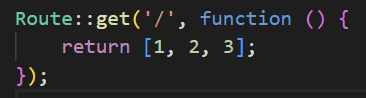 Route::get('/', function () {
    return [1, 2, 3];
});